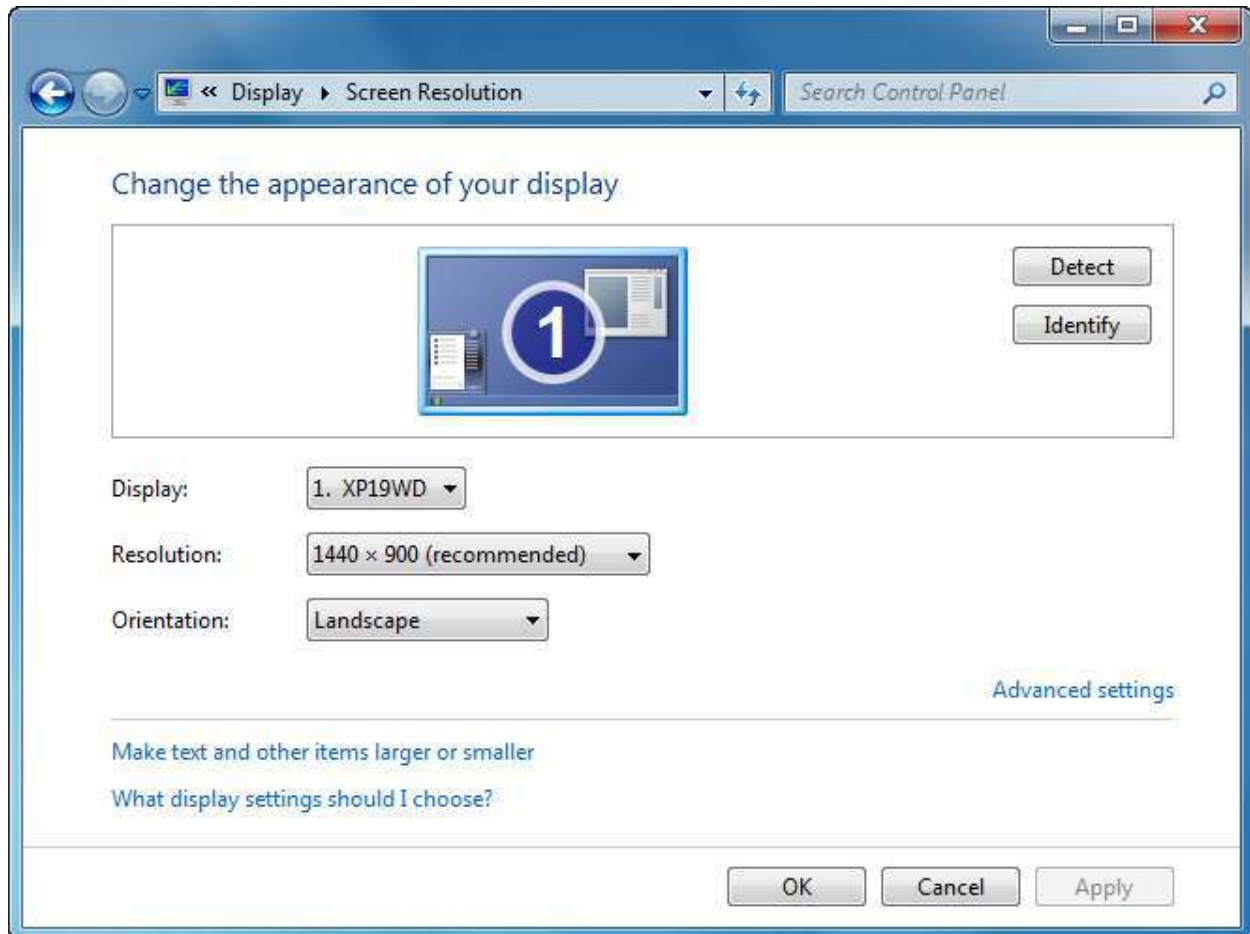 « Display ▸ Screen Resolution
Search Control Panel
Change the appearance of your display
1
Detect
Identify
Display: 1. XP19WD
Resolution: 1440 × 900 (recommended)
Orientation: Landscape
Advanced settings
Make text and other items larger or smaller
What display settings should I choose?
OK Cancel Apply